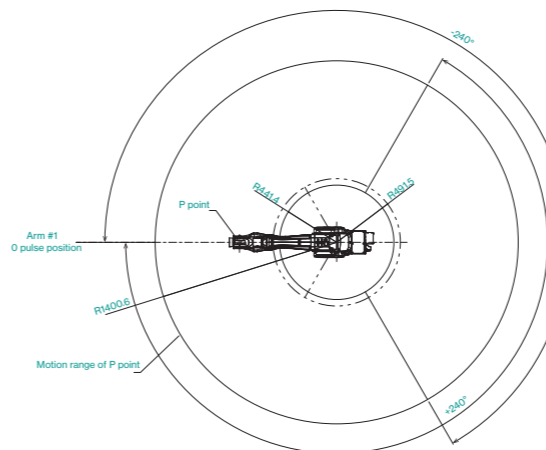 -240°
R441.4
R491.5
P point
Arm #1
0 pulse position
R1400.6
Motion range of P point
+240°